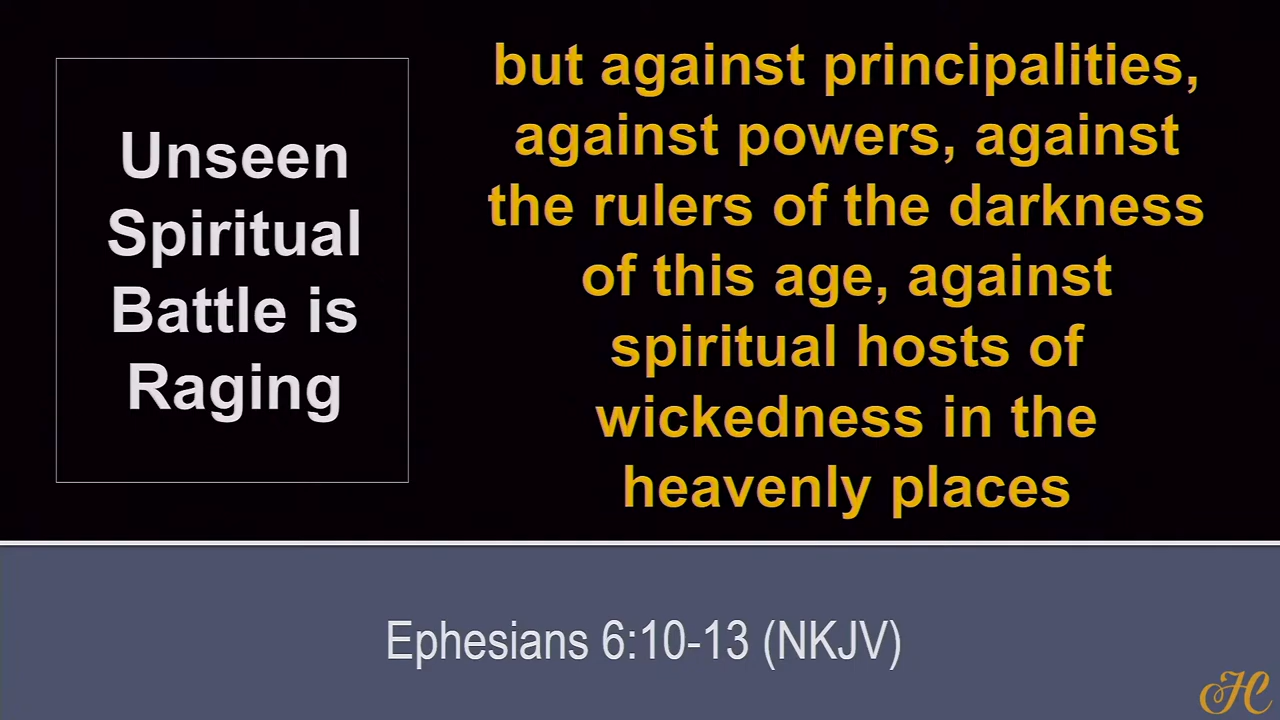 Unseen
Spiritual
Battle is
Raging
but against principalities,
against powers, against
the rulers of the darkness
of this age, against
spiritual hosts of
wickedness in the
heavenly places
Ephesians 6:10-13 (NKJV)
HC